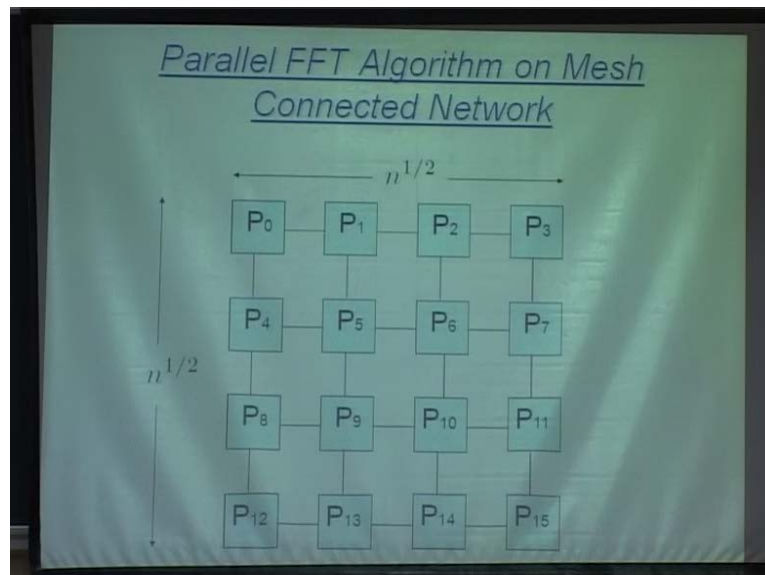 Parallel FFT Algorithm on Mesh
Connected Network
n^{1/2}
P₀ P₁ P₂ P₃
P₄ P₅ P₆ P₇
n^{1/2}
P₈ P₉ P₁₀ P₁₁
P₁₂ P₁₃ P₁₄ P₁₅